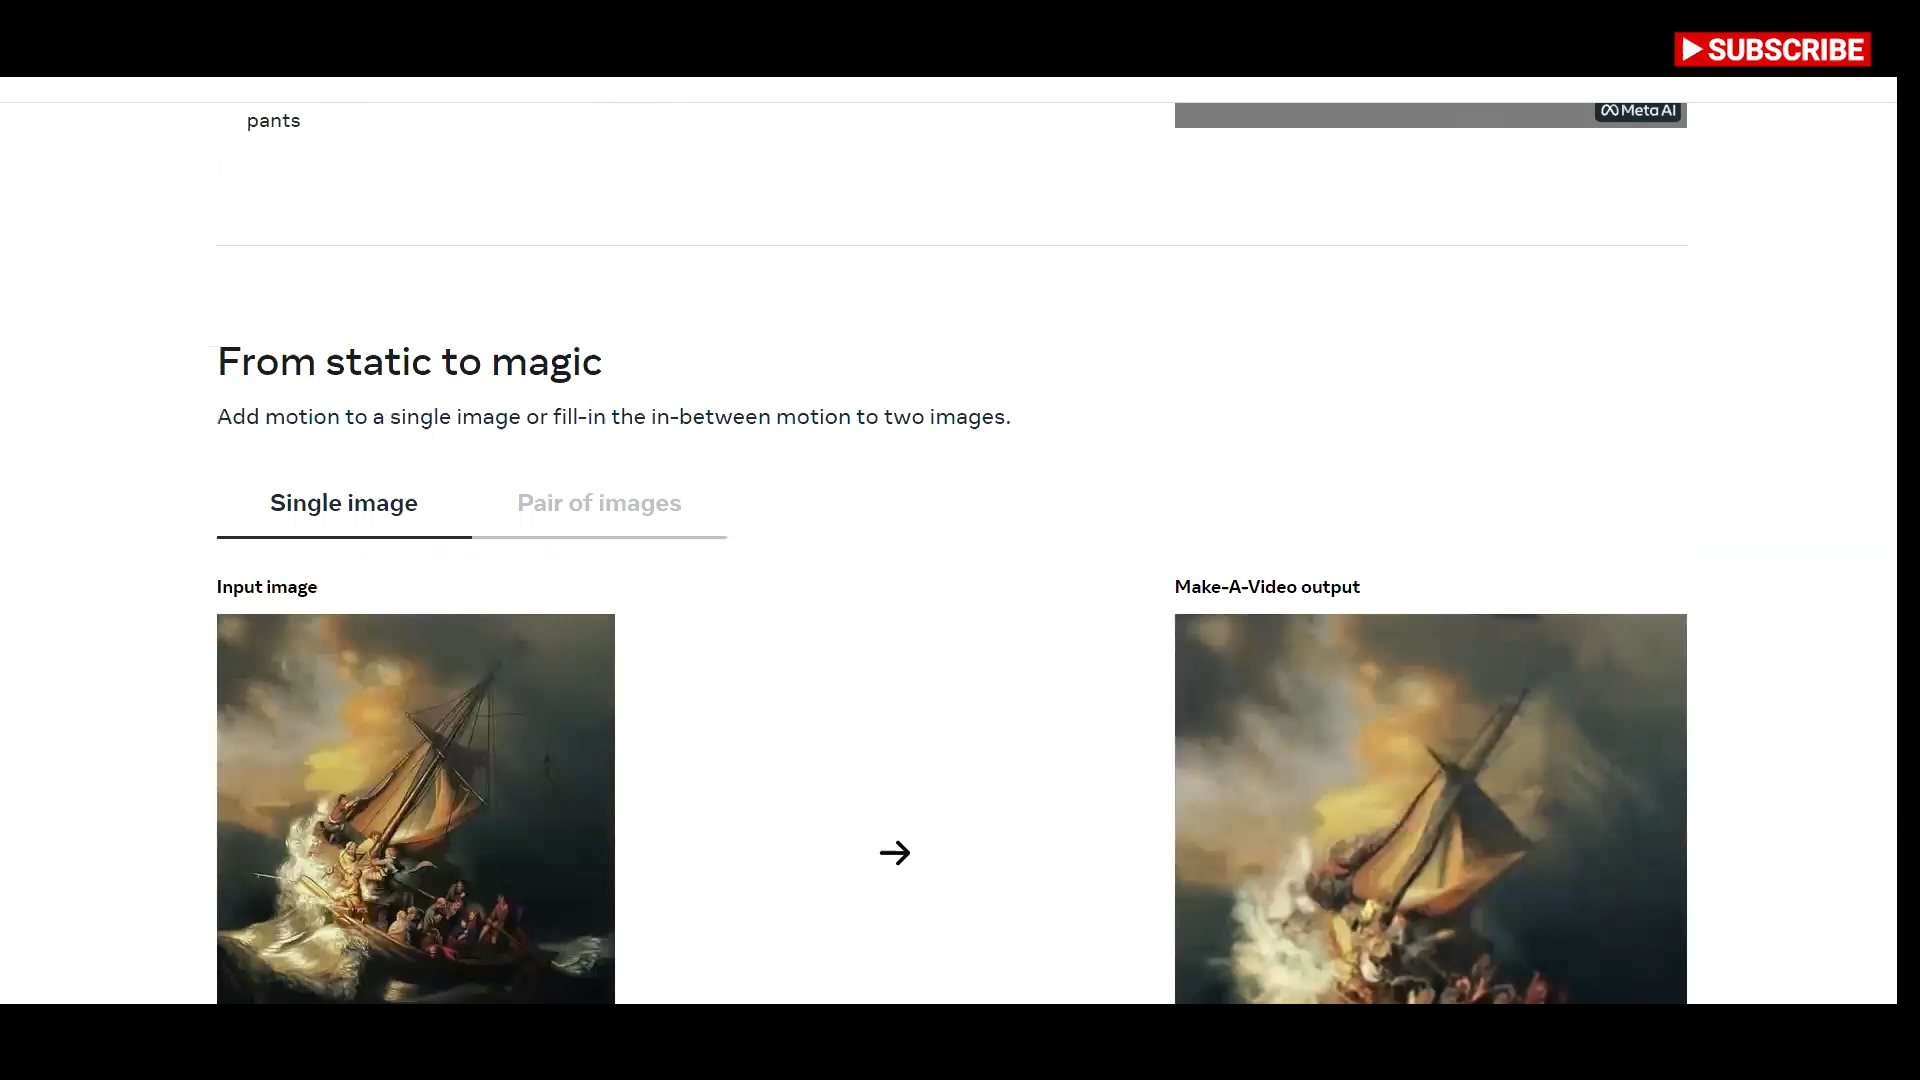 SUBSCRIBE
pants
Meta AI
From static to magic
Add motion to a single image or fill-in the in-between motion to two images.
Single image
Pair of images
Input image
Make-A-Video output